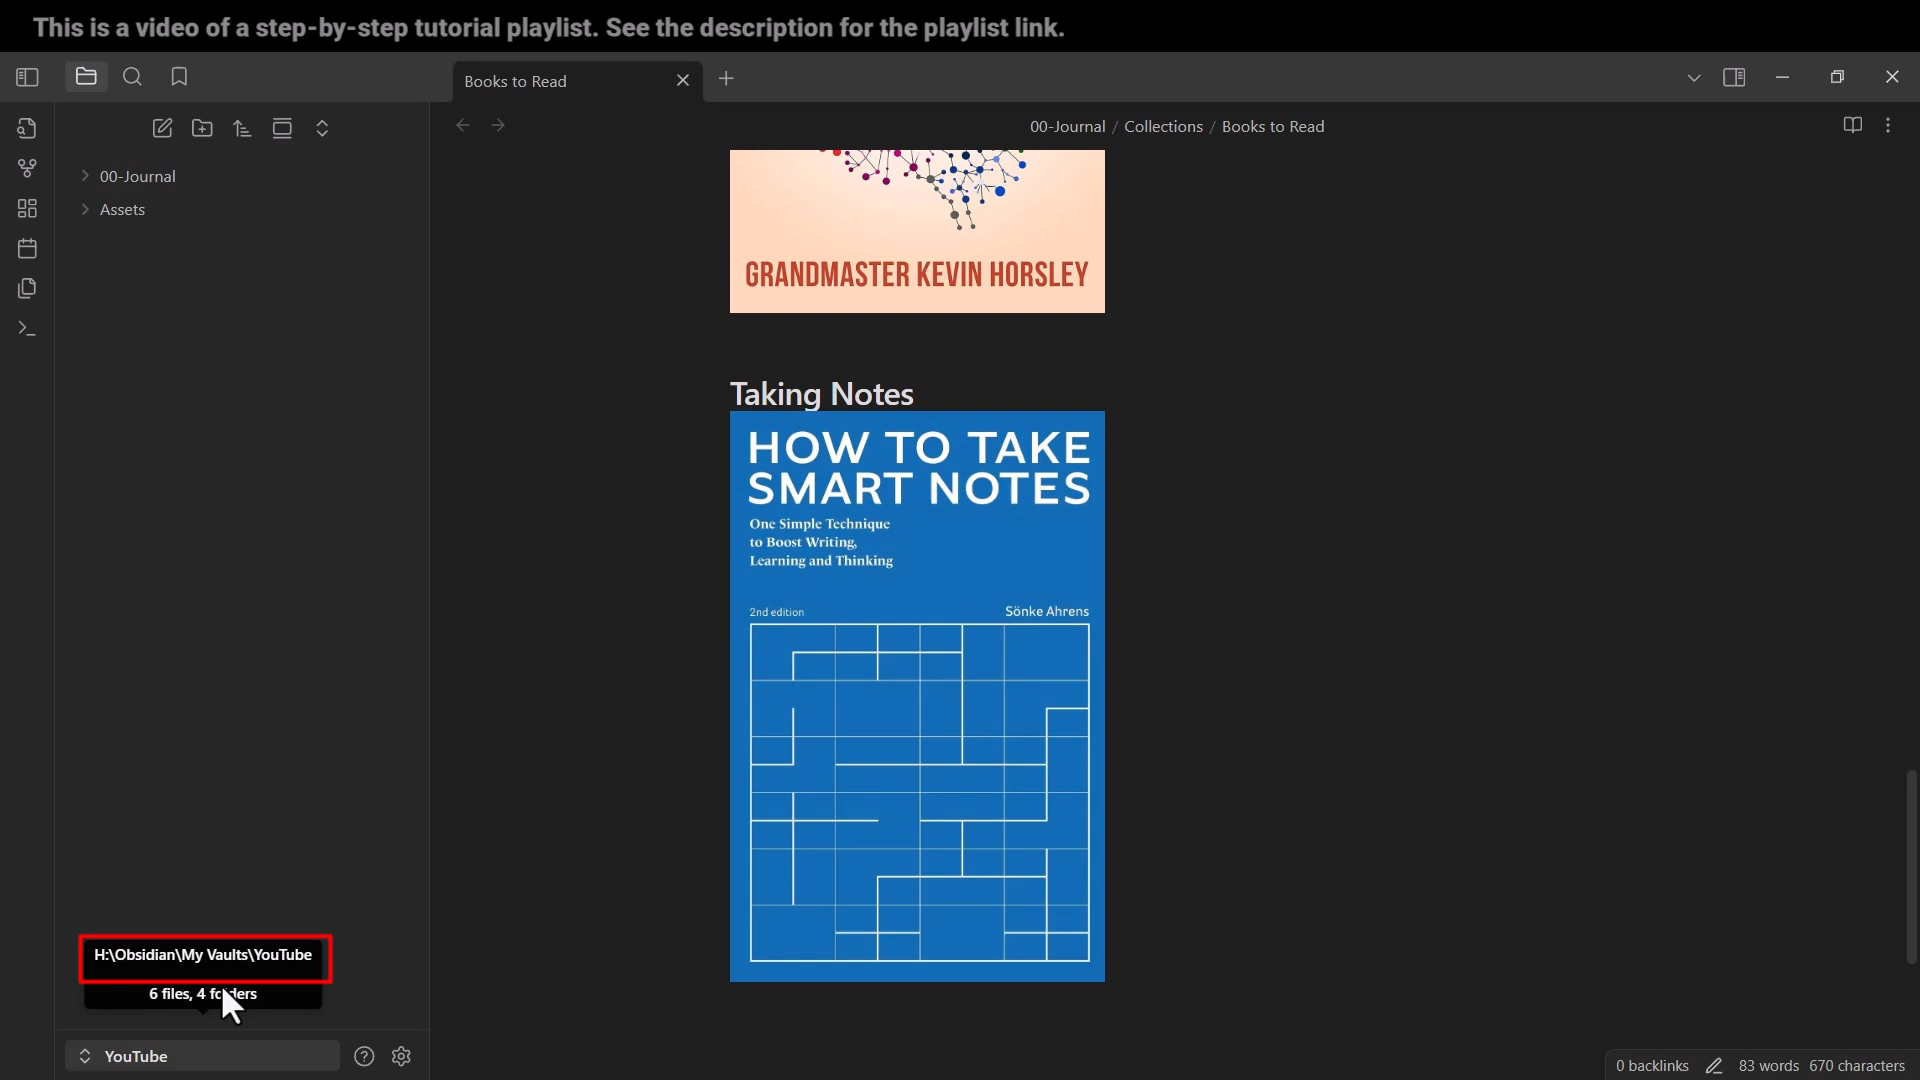 This is a video of a step-by-step tutorial playlist. See the description for the playlist link.
Books to Read
00-Journal / Collections / Books to Read
00-Journal
Assets
GRANDMASTER KEVIN HORSLEY
Taking Notes
HOW TO TAKE
SMART NOTES
One Simple Technique
to Boost Writing,
Learning and Thinking
2nd edition
Sönke Ahrens
H:\Obsidian\My Vaults\YouTube
6 files, 4 folders
YouTube
0 backlinks
83 words 670 characters